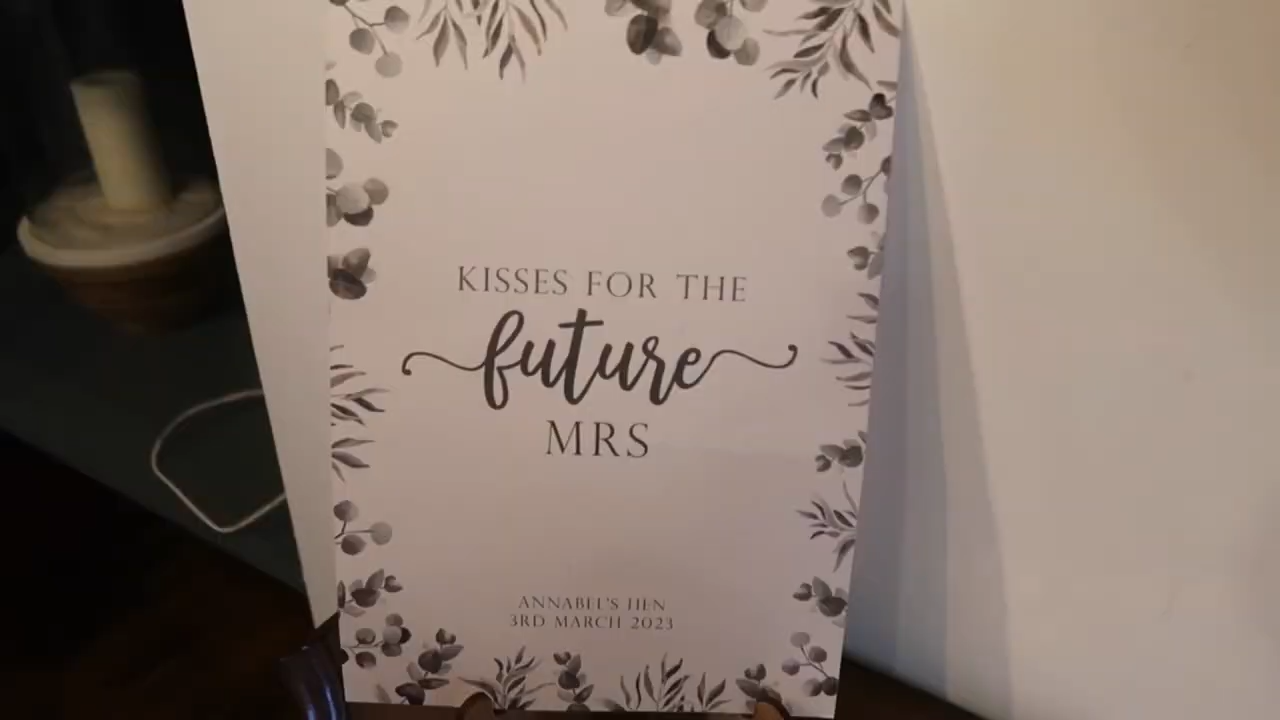 KISSES FOR THE
future
MRS
ANNABEL'S HEN
3RD MARCH 2023